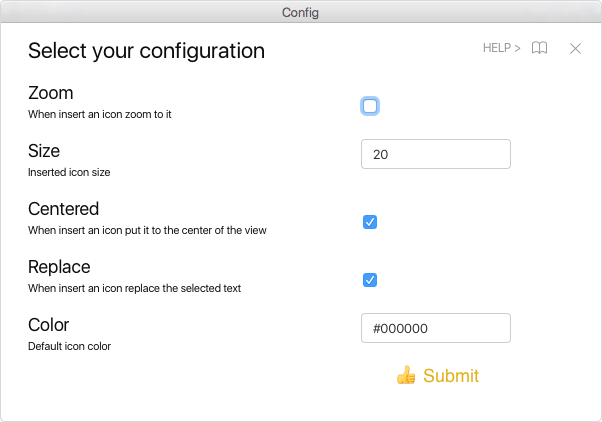 Config
Select your configuration
HELP >
Zoom
When insert an icon zoom to it
Size
Inserted icon size
20
Centered
When insert an icon put it to the center of the view
Replace
When insert an icon replace the selected text
Color
Default icon color
#000000
👍 Submit